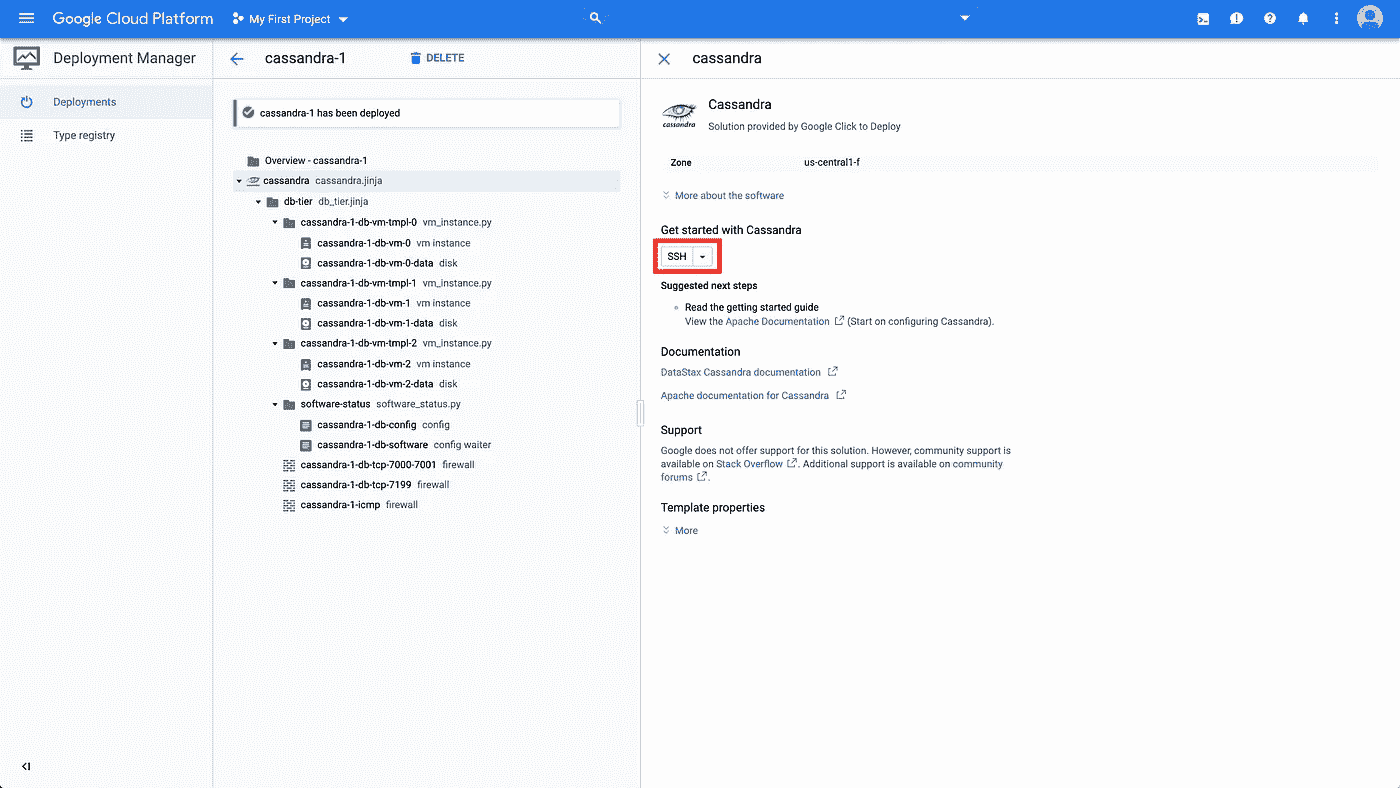 Google Cloud Platform
My First Project
Deployment Manager
Deployments
Type registry
cassandra-1
DELETE
cassandra-1 has been deployed
Overview - cassandra-1
cassandra cassandra.jinja
db-tier db_tier.jinja
cassandra-1-db-vm-tmpl-0 vm_instance.py
cassandra-1-db-vm-0 vm instance
cassandra-1-db-vm-0-data disk
cassandra-1-db-vm-tmpl-1 vm_instance.py
cassandra-1-db-vm-1 vm instance
cassandra-1-db-vm-1-data disk
cassandra-1-db-vm-tmpl-2 vm_instance.py
cassandra-1-db-vm-2 vm instance
cassandra-1-db-vm-2-data disk
software-status software_status.py
cassandra-1-db-config config
cassandra-1-db-software config waiter
cassandra-1-db-tcp-7000-7001 firewall
cassandra-1-db-tcp-7199 firewall
cassandra-1-icmp firewall
cassandra
cassandra
Cassandra
Solution provided by Google Click to Deploy
Zone us-central1-f
More about the software
Get started with Cassandra
SSH
Suggested next steps
Read the getting started guide
View the Apache Documentation (Start on configuring Cassandra).
Documentation
DataStax Cassandra documentation
Apache documentation for Cassandra
Support
Google does not offer support for this solution. However, community support is
available on Stack Overflow. Additional support is available on community
forums.
Template properties
More